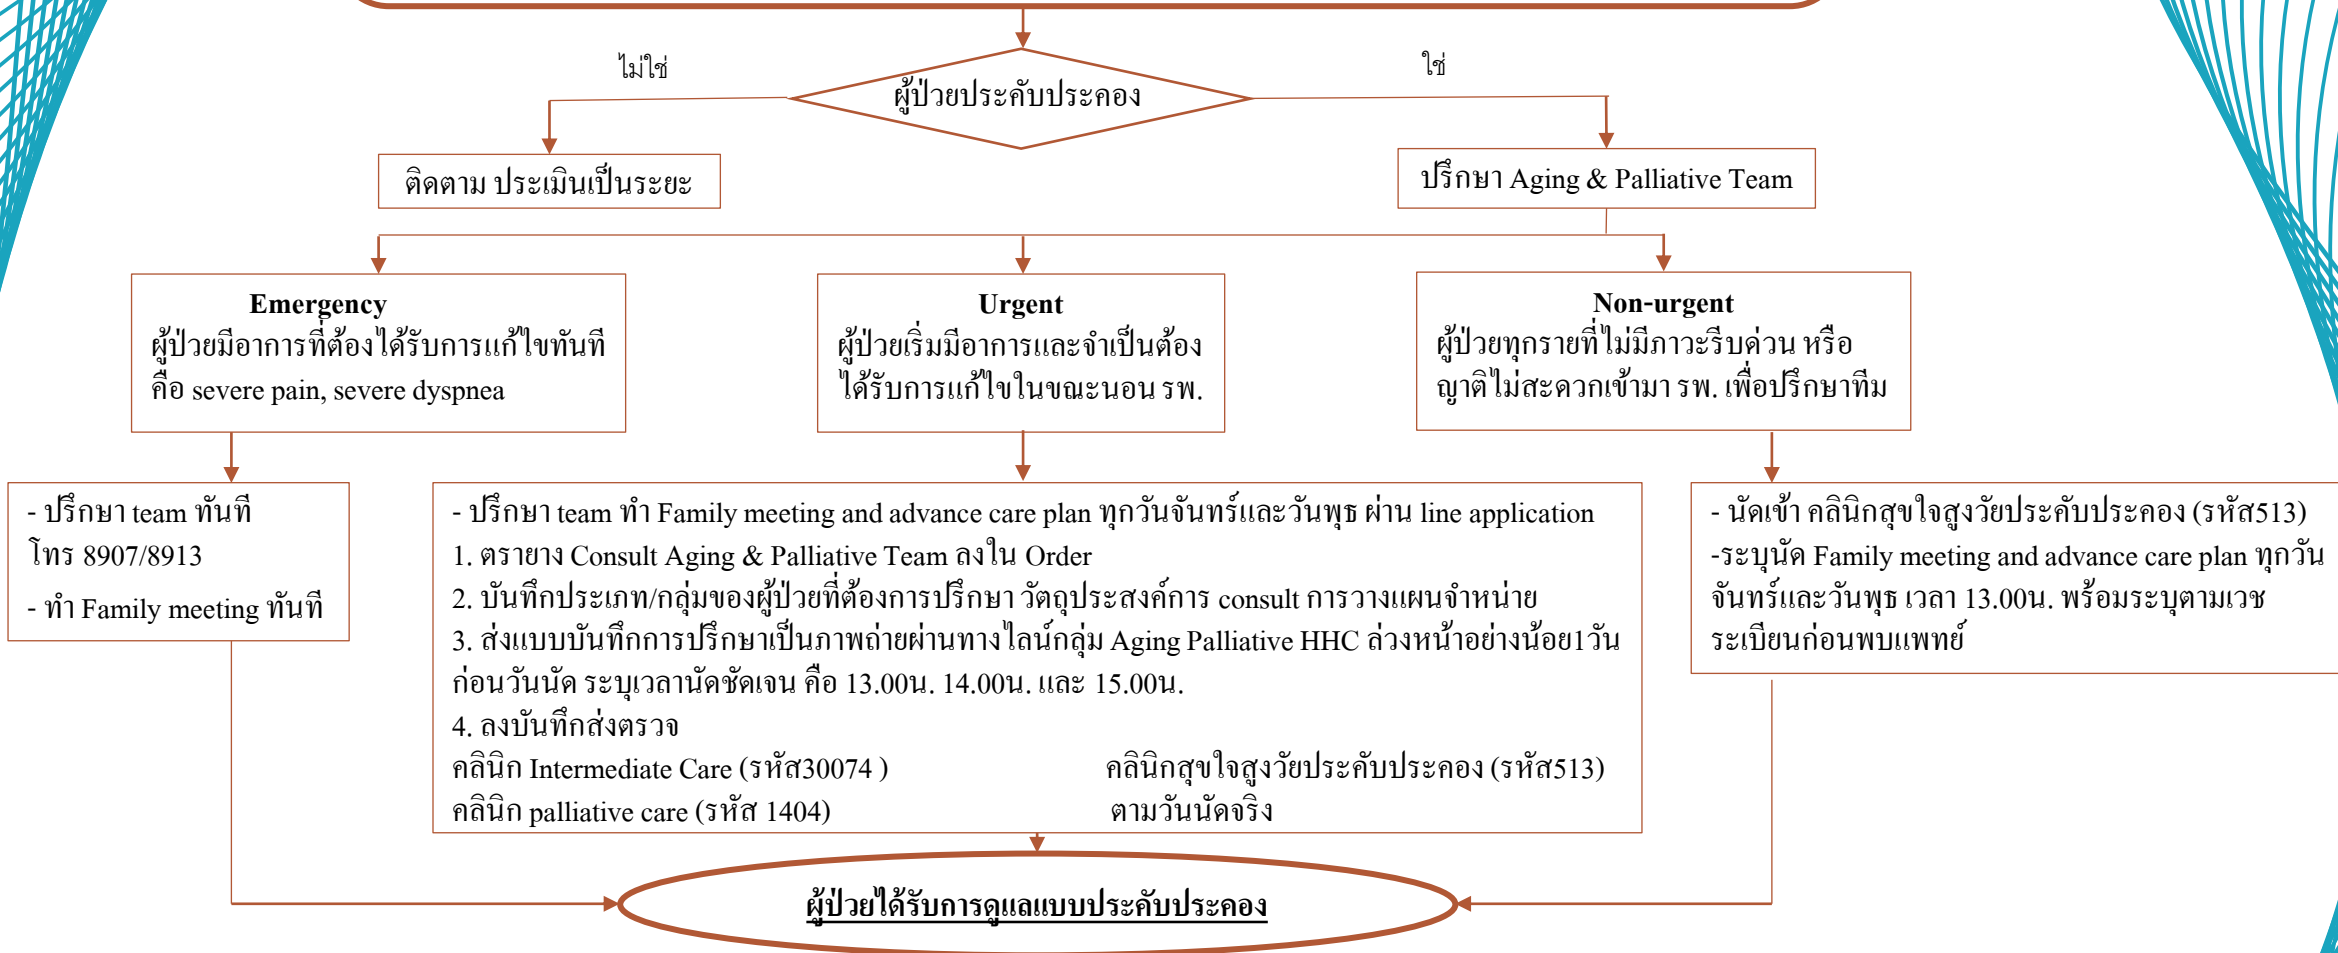 ไม่ใช่
ใช่
ผู้ป่วยประคับประคอง
ติดตาม ประเมินเป็นระยะ
ปรึกษา Aging & Palliative Team
Emergency
ผู้ป่วยมีอาการที่ต้องได้รับการแก้ไขทันที
คือ severe pain, severe dyspnea
Urgent
ผู้ป่วยเริ่มมีอาการและจำเป็นต้อง
ได้รับการแก้ไขในขณะนอน รพ.
Non-urgent
ผู้ป่วยทุกรายที่ไม่มีภาวะรีบด่วน หรือ
ญาติไม่สะดวกเข้ามา รพ. เพื่อปรึกษาทีม
- ปรึกษา team ทันที
โทร 8907/8913
- ทำ Family meeting ทันที
- ปรึกษา team ทำ Family meeting and advance care plan ทุกวันจันทร์และวันพุธ ผ่าน line application
1. ตรายาง Consult Aging & Palliative Team ลงใน Order
2. บันทึกประเภท/กลุ่มของผู้ป่วยที่ต้องการปรึกษา วัตถุประสงค์การ consult การวางแผนจำหน่าย
3. ส่งแบบบันทึกการปรึกษาเป็นภาพถ่ายผ่านทางไลน์กลุ่ม Aging Palliative HHC ล่วงหน้าอย่างน้อย1วัน
ก่อนวันนัด ระบุเวลานัดชัดเจน คือ 13.00น. 14.00น. และ 15.00น.
4. ลงบันทึกส่งตรวจ
คลินิก Intermediate Care (รหัส30074 ) คลินิกสุขใจสูงวัยประคับประคอง (รหัส513)
คลินิก palliative care (รหัส 1404) ตามวันนัดจริง
- นัดเข้า คลินิกสุขใจสูงวัยประคับประคอง (รหัส513)
-ระบุนัด Family meeting and advance care plan ทุกวัน
จันทร์และวันพุธ เวลา 13.00น. พร้อมระบุตามเวช
ระเบียนก่อนพบแพทย์
ผู้ป่วยได้รับการดูแลแบบประคับประคอง